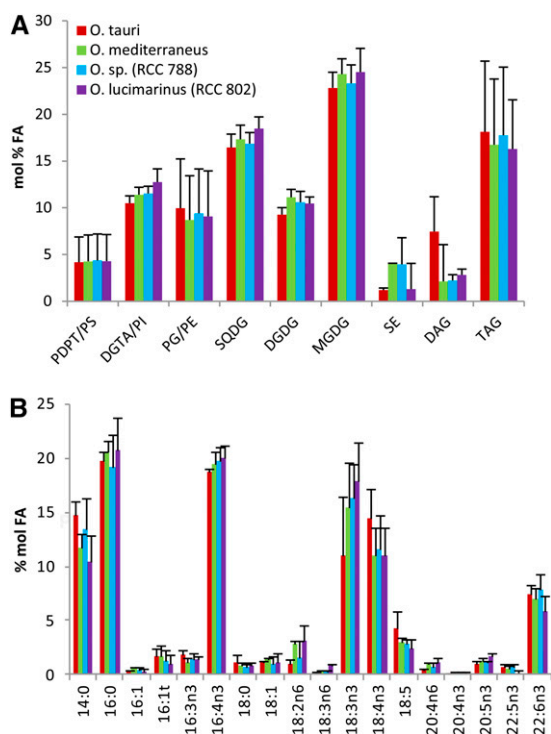 A
O. tauri
O. mediterraneus
O. sp. (RCC 788)
O. lucimarinus (RCC 802)
mol % FA
30
25
20
15
10
5
0
PDPT/PS
DGTA/PI
PG/PE
SQDG
DGDG
MGDG
SE
DAG
TAG
B
% mol FA
25
20
15
10
5
0
14:0
16:0
16:1
16:1t
16:3n3
16:4n3
18:0
18:1
18:2n6
18:3n6
18:3n3
18:4n3
18:5
20:4n6
20:4n3
20:5n3
22:5n3
22:6n3